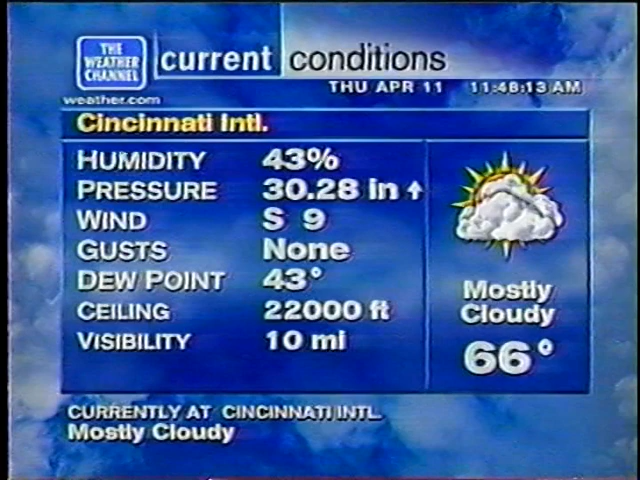 THE
WEATHER
CHANNEL
current conditions
weather.com
THU APR 11 11:48:13 AM
Cincinnati Intl.
HUMIDITY 43%
PRESSURE 30.28 in ↑
WIND S 9
GUSTS None
DEW POINT 43°
CEILING 22000 ft
VISIBILITY 10 mi
Mostly
Cloudy
66°
CURRENTLY AT CINCINNATI INTL.
Mostly Cloudy